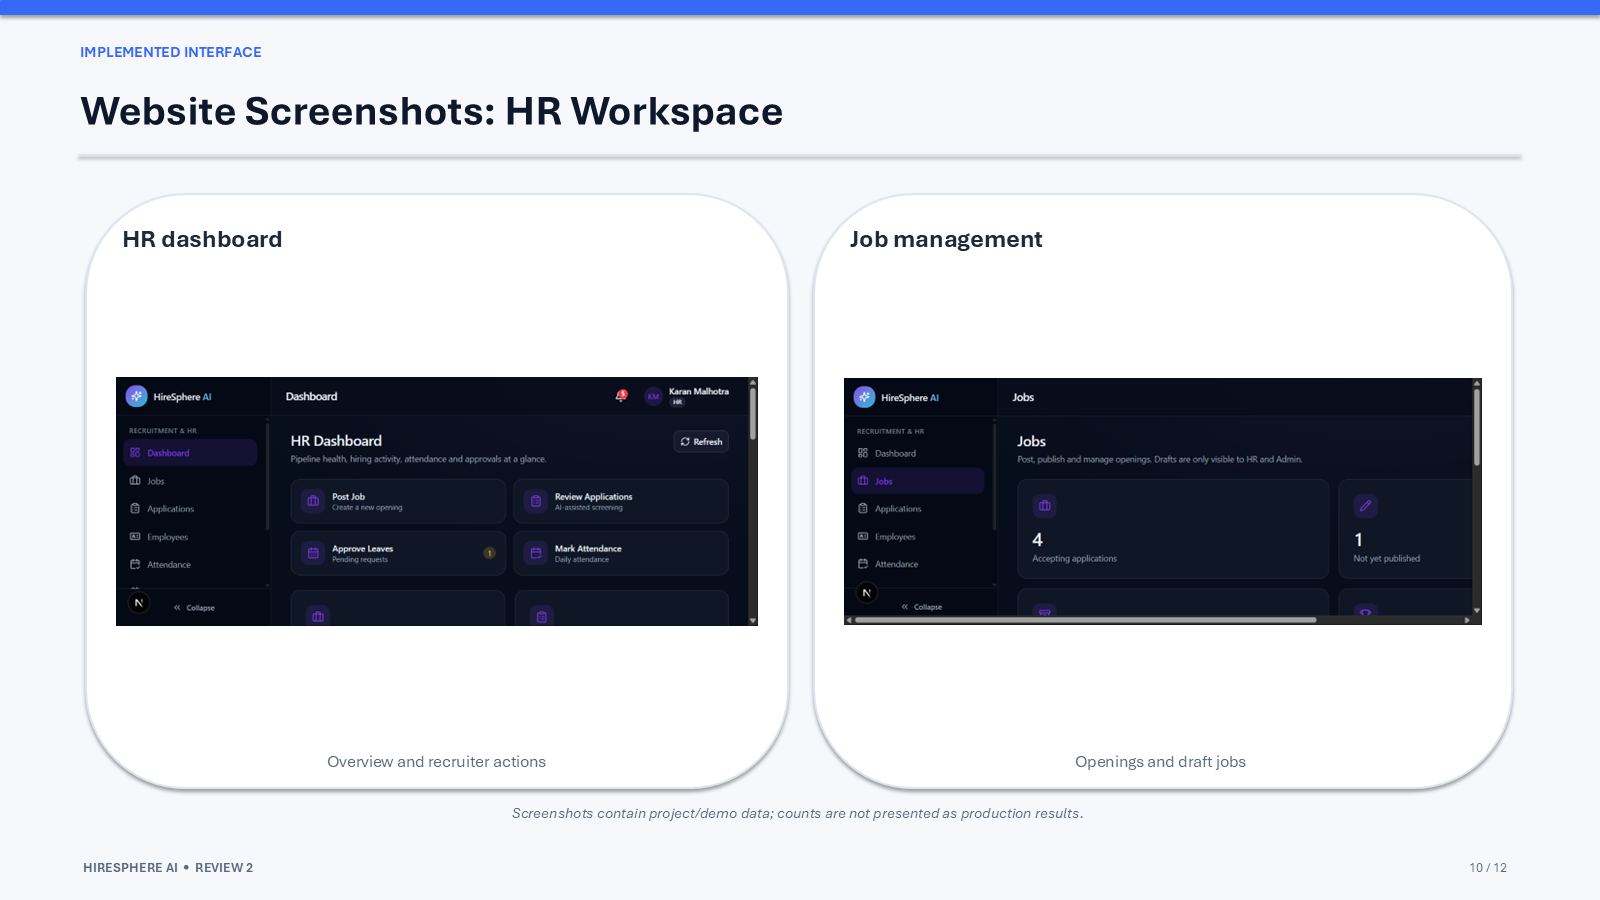 IMPLEMENTED INTERFACE
Website Screenshots: HR Workspace
HR dashboard
HireSphere AI
Dashboard
5
KM
Karan Malhotra
HR
RECRUITMENT & HR
Dashboard
Jobs
Applications
Employees
Attendance
N
Collapse
HR Dashboard
Refresh
Pipeline health, hiring activity, attendance and approvals at a glance.
Post Job
Create a new opening
Review Applications
AI-assisted screening
Approve Leaves
Pending requests
1
Mark Attendance
Daily attendance
Overview and recruiter actions
Job management
HireSphere AI
Jobs
RECRUITMENT & HR
Dashboard
Jobs
Applications
Employees
Attendance
N
Collapse
Jobs
Post, publish and manage openings. Drafts are only visible to HR and Admin.
4
Accepting applications
1
Not yet published
Openings and draft jobs
Screenshots contain project/demo data; counts are not presented as production results.
HIRESPHERE AI • REVIEW 2
10 / 12